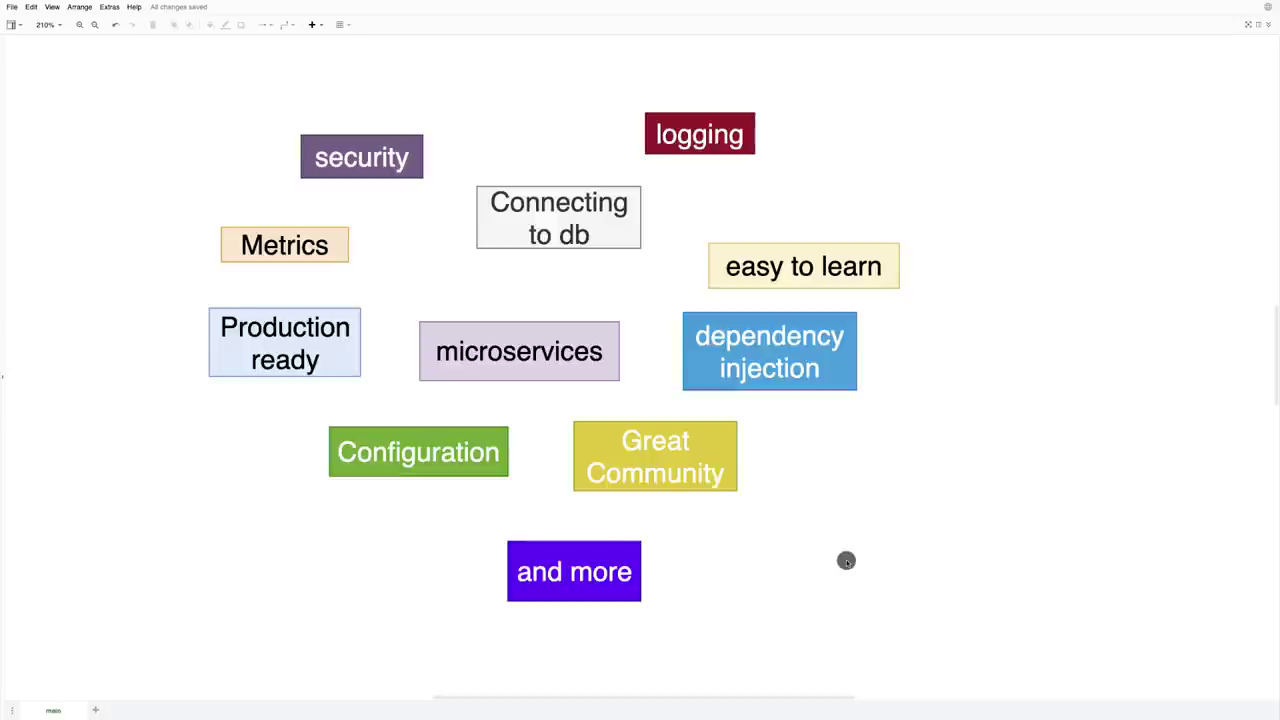 File Edit View Arrange Extras Help All changes saved
210%
logging
security
Connecting
to db
Metrics
easy to learn
Production
ready
microservices
dependency
injection
Configuration
Great
Community
and more
main